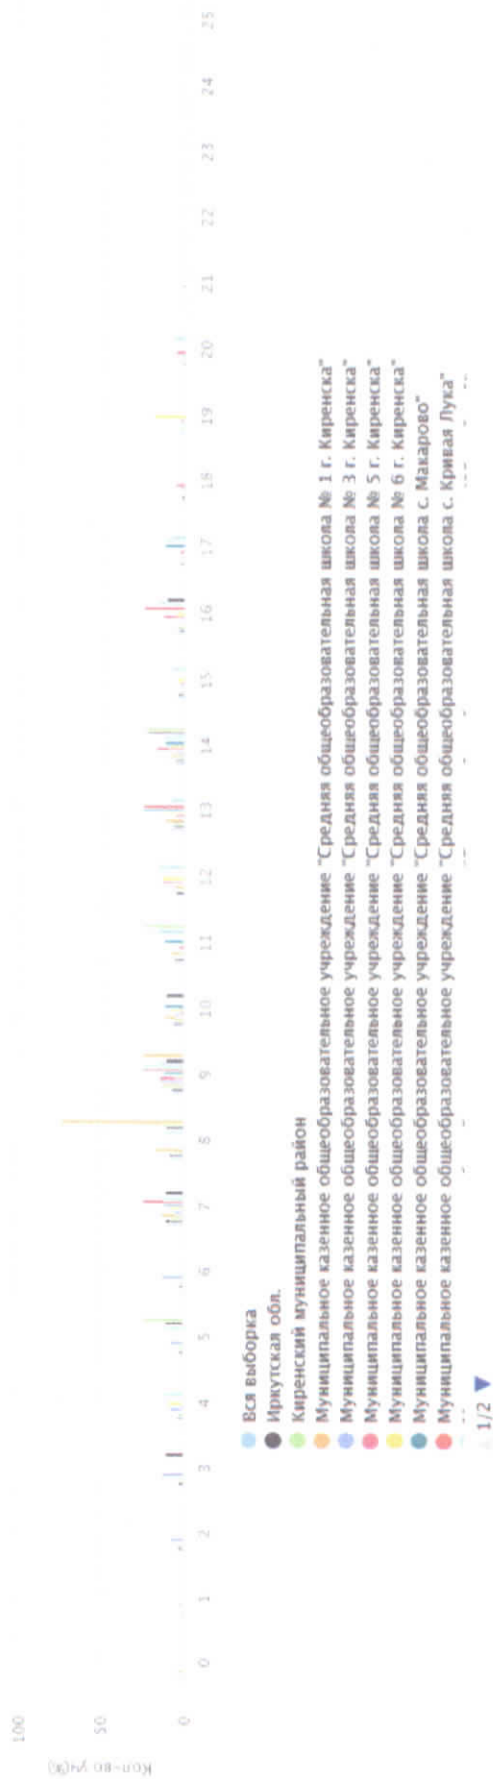 Кол-во уч(%)
100
50
0
0 1 2 3 4 5 6 7 8 9 10 11 12 13 14 15 16 17 18 19 20 21 22 23 24 25
Вся выборка
Иркутская обл.
Киренский муниципальный район
Муниципальное казенное общеобразовательное учреждение "Средняя общеобразовательная школа № 1 г. Киренска"
Муниципальное казенное общеобразовательное учреждение "Средняя общеобразовательная школа № 3 г. Киренска"
Муниципальное казенное общеобразовательное учреждение "Средняя общеобразовательная школа № 5 г. Киренска"
Муниципальное казенное общеобразовательное учреждение "Средняя общеобразовательная школа № 6 г. Киренска"
Муниципальное казенное общеобразовательное учреждение "Средняя общеобразовательная школа с. Макарово"
Муниципальное казенное общеобразовательное учреждение "Средняя общеобразовательная школа с. Кривая Лука"
1/2